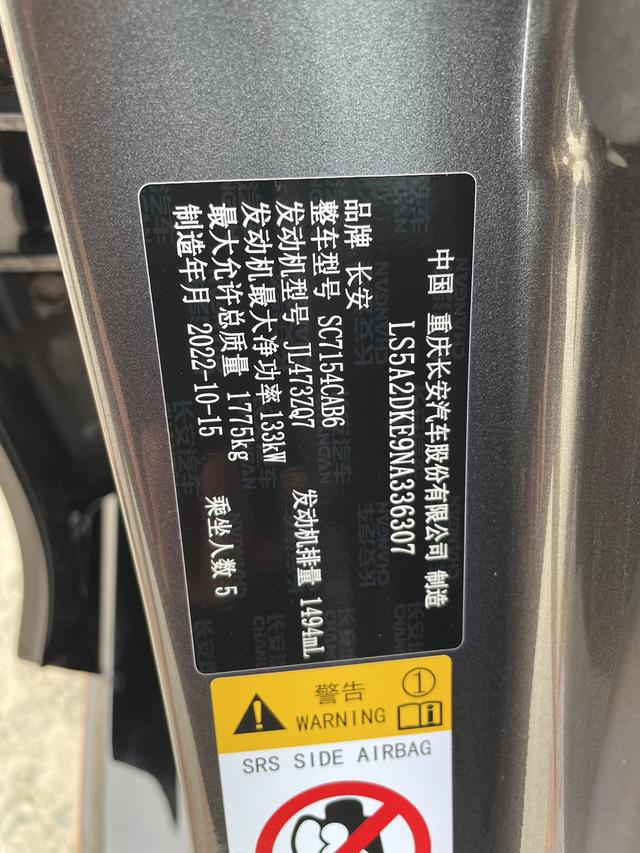 中国 重庆长安汽车股份有限公司 制造
LS5A2DKE9NA336307
品牌 长安
整车型号 SC7154CAB6
发动机型号 JL473ZQ7 发动机排量 1494mL
发动机最大净功率 133kW
最大允许总质量 1775kg
制造年月 2022-10-15 乘坐人数 5
警告 ①
WARNING
SRS SIDE AIRBAG